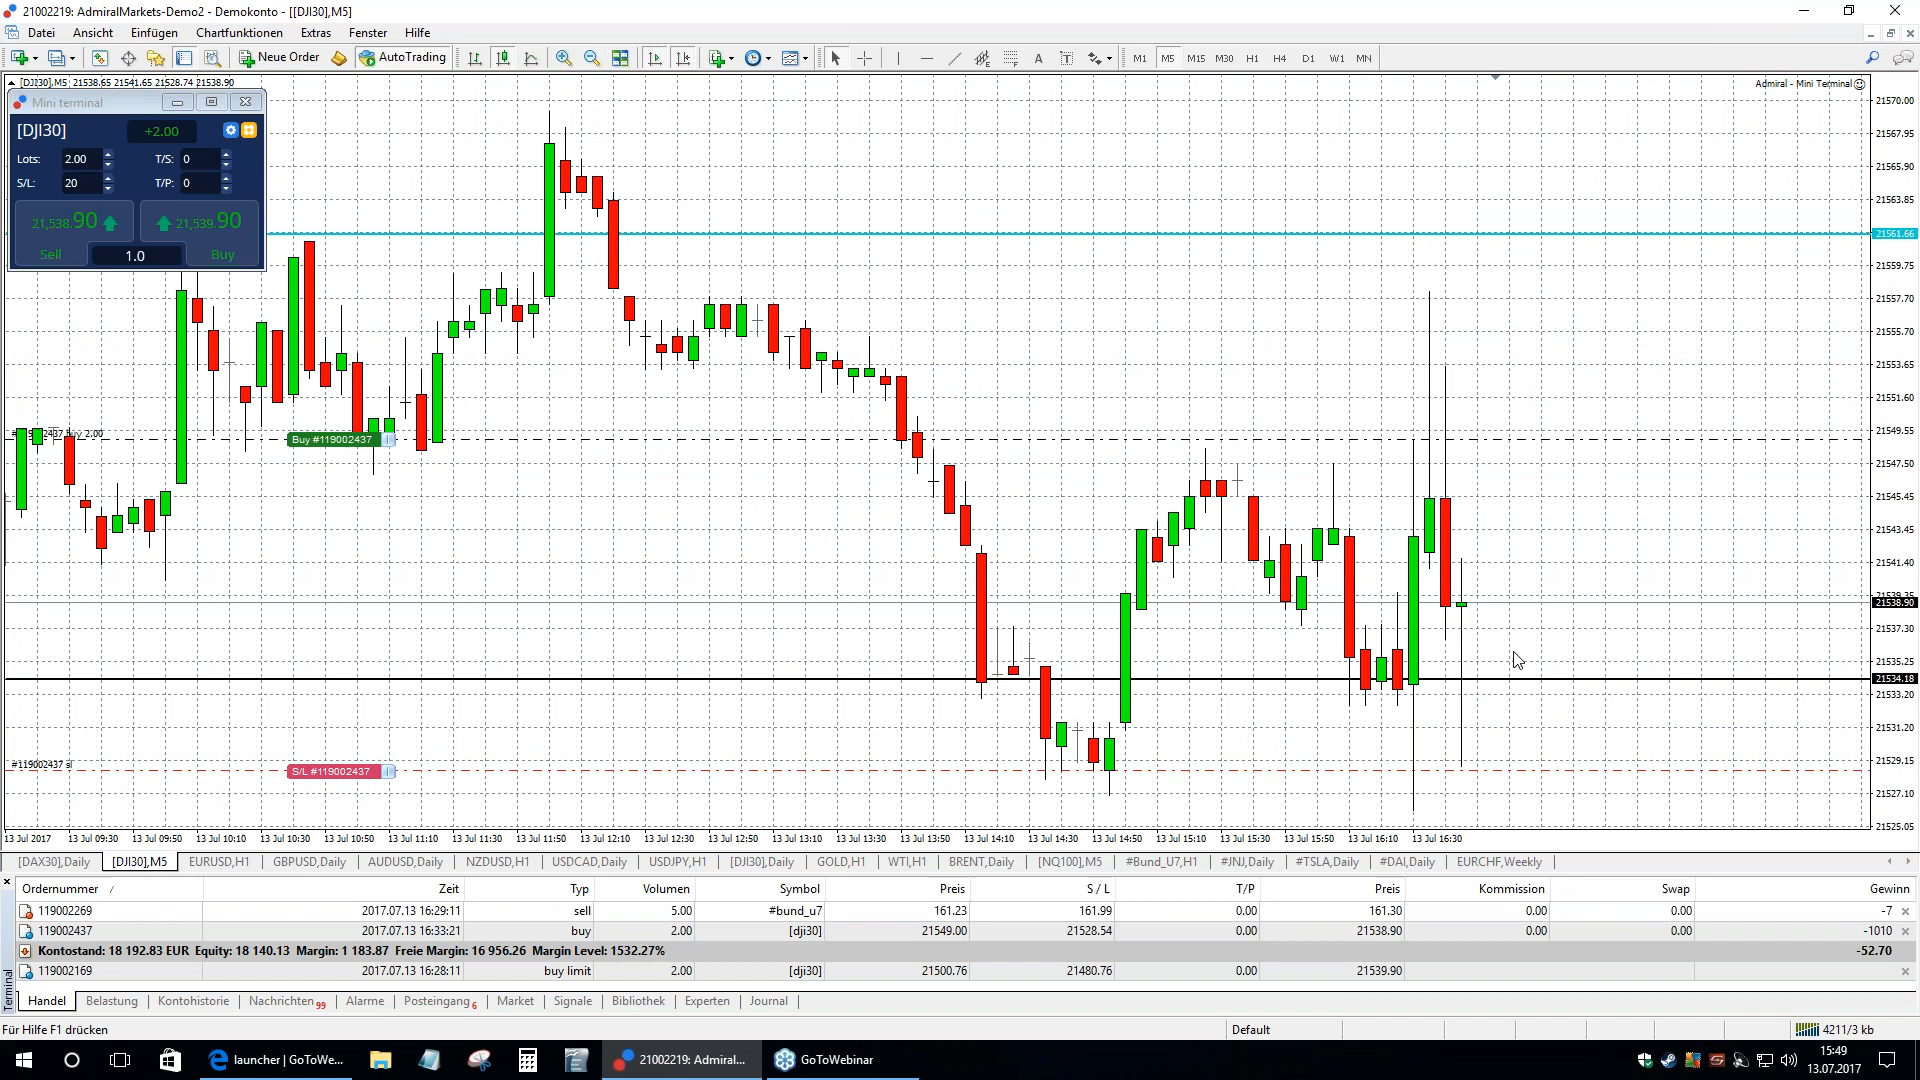 21002219: AdmiralMarkets-Demo2 - Demokonto - [[DJI30],M5]
Datei Ansicht Einfügen Chartfunktionen Extras Fenster Hilfe
Neue Order AutoTrading A T M1 M5 M15 M30 H1 H4 D1 W1 MN
[DJI30],M5 21538.65 21541.65 21528.74 21538.90
Admiral - Mini Terminal
Mini terminal
[DJI30] +2.00
Lots: 2.00 T/S: 0
S/L: 20 T/P: 0
21,538.90 21,539.90
Sell 1.0 Buy
21570.00
21567.95
21565.90
21563.85
21561.66
21559.75
21557.70
21555.70
21553.65
21551.60
21549.55
21547.50
21545.45
21543.45
21541.40
21539.35
21538.90
21537.30
21535.25
21534.18
21533.20
21531.20
21529.15
21527.10
21525.05
buy 2.00
Buy #119002437
#119002437 sl
S/L #119002437
13 Jul 2017 13 Jul 09:30 13 Jul 09:50 13 Jul 10:10 13 Jul 10:30 13 Jul 10:50 13 Jul 11:10 13 Jul 11:30 13 Jul 11:50 13 Jul 12:10 13 Jul 12:30 13 Jul 12:50 13 Jul 13:10 13 Jul 13:30 13 Jul 13:50 13 Jul 14:10 13 Jul 14:30 13 Jul 14:50 13 Jul 15:10 13 Jul 15:30 13 Jul 15:50 13 Jul 16:10 13 Jul 16:30
[DAX30],Daily [DJI30],M5 EURUSD,H1 GBPUSD,Daily AUDUSD,Daily NZDUSD,H1 USDCAD,Daily USDJPY,H1 [DJI30],Daily GOLD,H1 WTI,H1 BRENT,Daily [NQ100],M5 #Bund_U7,H1 #JNJ,Daily #TSLA,Daily #DAI,Daily EURCHF,Weekly
Ordernummer / Zeit Typ Volumen Symbol Preis S / L T/P Preis Kommission Swap Gewinn
119002269 2017.07.13 16:29:11 sell 5.00 #bund_u7 161.23 161.99 0.00 161.30 0.00 0.00 -7
119002437 2017.07.13 16:33:21 buy 2.00 [dji30] 21549.00 21528.54 0.00 21538.90 0.00 0.00 -1010
Kontostand: 18 192.83 EUR Equity: 18 140.13 Margin: 1 183.87 Freie Margin: 16 956.26 Margin Level: 1532.27% -52.70
119002169 2017.07.13 16:28:11 buy limit 2.00 [dji30] 21500.76 21480.76 0.00 21539.90
Terminal
Handel Belastung Kontohistorie Nachrichten 99 Alarme Posteingang 6 Market Signale Bibliothek Experten Journal
Für Hilfe F1 drücken Default 4211/3 kb
launcher | GoToWe... 21002219: Admiral... GoToWebinar
15:49
13.07.2017